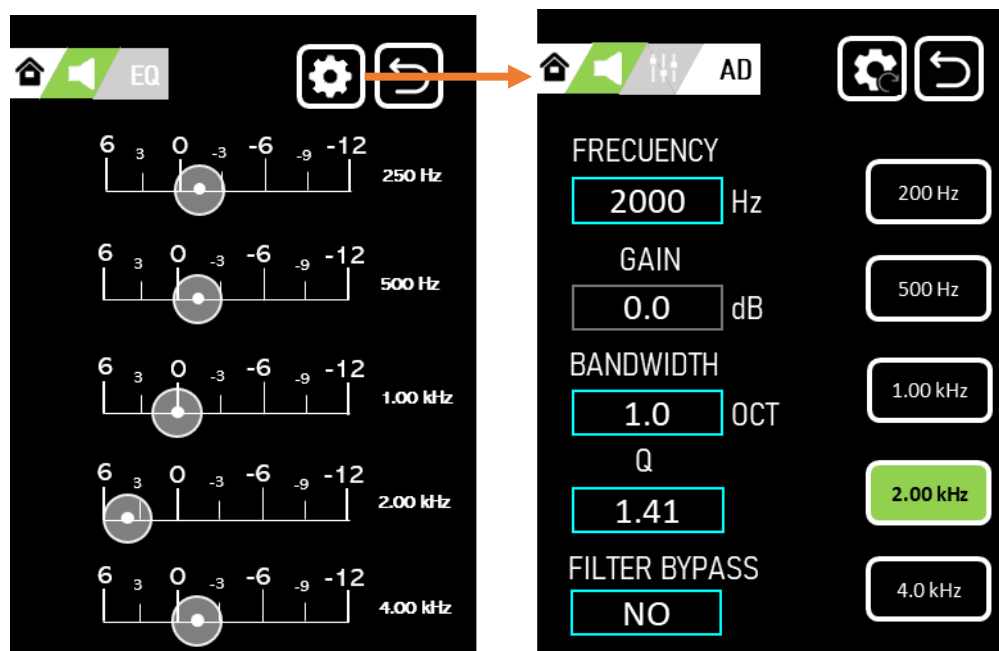 EQ
6 3 0 -3 -6 -9 -12
250 Hz
6 3 0 -3 -6 -9 -12
500 Hz
6 3 0 -3 -6 -9 -12
1.00 kHz
6 3 0 -3 -6 -9 -12
2.00 kHz
6 3 0 -3 -6 -9 -12
4.00 kHz
AD
FRECUENCY
2000 Hz
GAIN
0.0 dB
BANDWIDTH
1.0 OCT
Q
1.41
FILTER BYPASS
NO
200 Hz
500 Hz
1.00 kHz
2.00 kHz
4.0 kHz